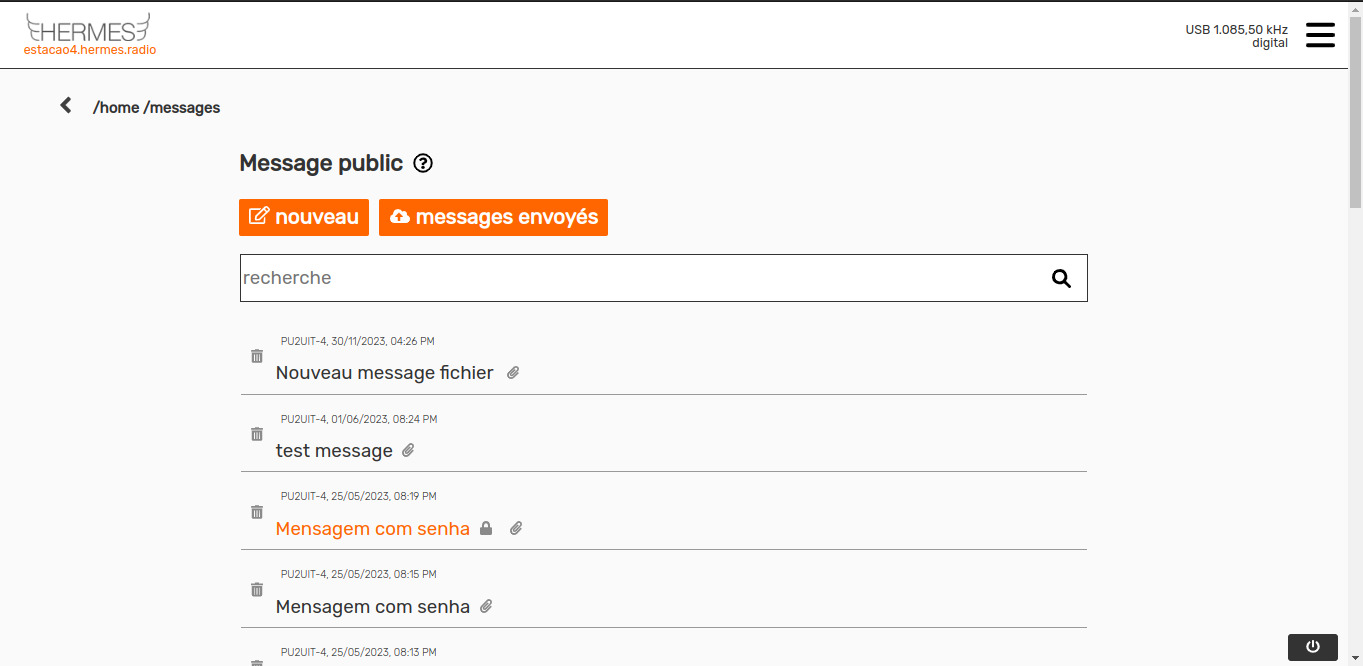 HERMES
estacao4.hermes.radio
USB 1.085,50 kHz
digital
/home /messages
Message public
nouveau messages envoyés
recherche
PU2UIT-4, 30/11/2023, 04:26 PM
Nouveau message fichier
PU2UIT-4, 01/06/2023, 08:24 PM
test message
PU2UIT-4, 25/05/2023, 08:19 PM
Mensagem com senha
PU2UIT-4, 25/05/2023, 08:15 PM
Mensagem com senha
PU2UIT-4, 25/05/2023, 08:13 PM